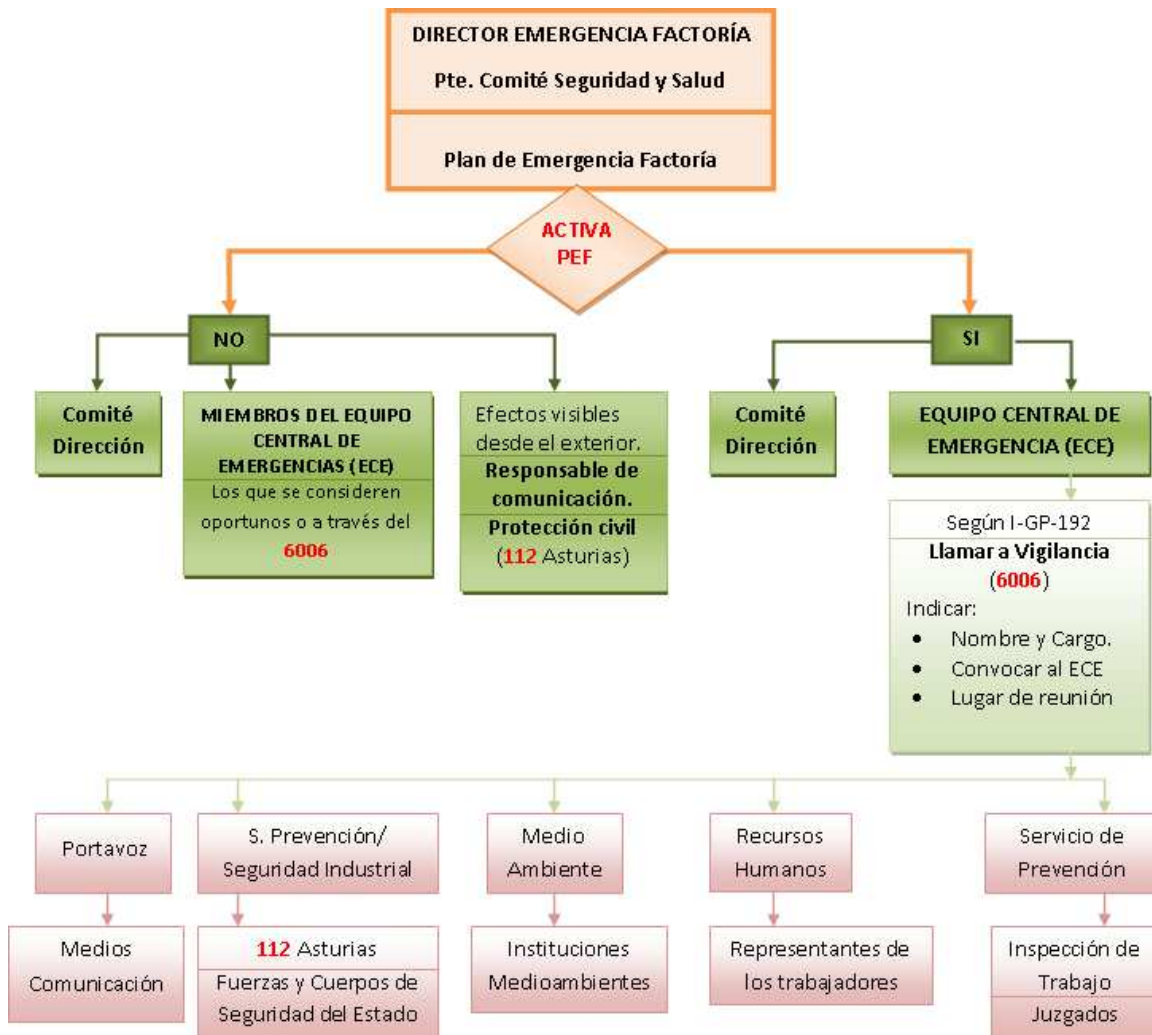 DIRECTOR EMERGENCIA FACTORÍA
Pte. Comité Seguridad y Salud
Plan de Emergencia Factoría
ACTIVA
PEF
NO
SI
Comité
Dirección
MIEMBROS DEL EQUIPO
CENTRAL DE
EMERGENCIAS (ECE)
Los que se consideren
oportunos o a través del
6006
Efectos visibles
desde el exterior.
Responsable de
comunicación.
Protección civil
(112 Asturias)
Comité
Dirección
EQUIPO CENTRAL DE
EMERGENCIA (ECE)
Según I-GP-192
Llamar a Vigilancia
(6006)
Indicar:
• Nombre y Cargo.
• Convocar al ECE
• Lugar de reunión
Portavoz
S. Prevención/
Seguridad Industrial
Medio
Ambiente
Recursos
Humanos
Servicio de
Prevención
Medios
Comunicación
112 Asturias
Fuerzas y Cuerpos de
Seguridad del Estado
Instituciones
Medioambientes
Representantes de
los trabajadores
Inspección de
Trabajo
Juzgados